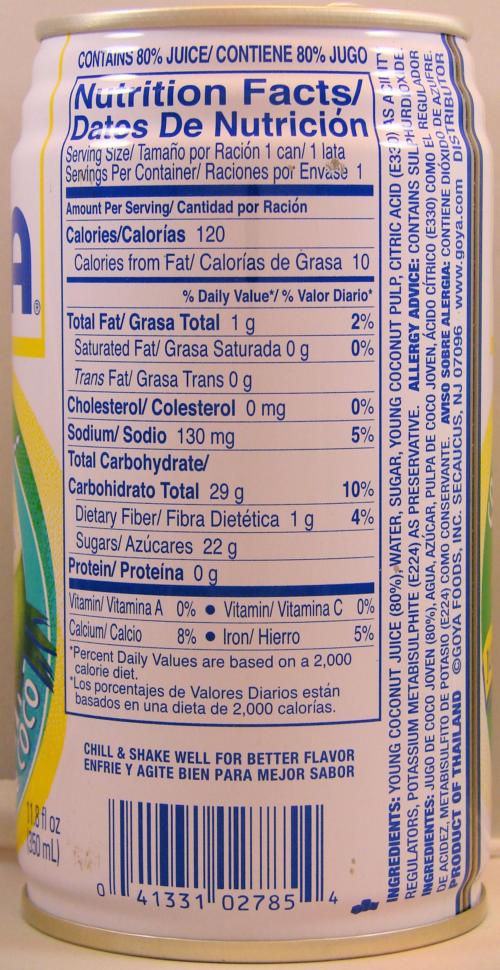 CONTAINS 80% JUICE/ CONTIENE 80% JUGO
Nutrition Facts/
Datos De Nutrición
Serving Size/ Tamaño por Ración 1 can/ 1 lata
Servings Per Container/ Raciones por Envase 1
Amount Per Serving/ Cantidad por Ración
Calories/Calorías 120
Calories from Fat/ Calorías de Grasa 10
% Daily Value*/ % Valor Diario*
Total Fat/ Grasa Total 1 g 2%
Saturated Fat/ Grasa Saturada 0 g 0%
Trans Fat/ Grasa Trans 0 g
Cholesterol/ Colesterol 0 mg 0%
Sodium/ Sodio 130 mg 5%
Total Carbohydrate/
Carbohidrato Total 29 g 10%
Dietary Fiber/ Fibra Dietética 1 g 4%
Sugars/ Azúcares 22 g
Protein/ Proteína 0 g
Vitamin/ Vitamina A 0% • Vitamin/ Vitamina C 0%
Calcium/ Calcio 8% • Iron/ Hierro 5%
*Percent Daily Values are based on a 2,000
calorie diet.
*Los porcentajes de Valores Diarios están
basados en una dieta de 2,000 calorías.
CHILL & SHAKE WELL FOR BETTER FLAVOR
ENFRIE Y AGITE BIEN PARA MEJOR SABOR
0 41331 02785 4
INGREDIENTS: YOUNG COCONUT JUICE (80%), WATER, SUGAR, YOUNG COCONUT PULP, CITRIC ACID (E330) AS ACIDITY
REGULATORS, POTASSIUM METABISULPHITE (E224) AS PRESERVATIVE. ALLERGY ADVICE: CONTAINS SULPHURDIOXIDE.
INGREDIENTES: JUGO DE COCO JOVEN (80%), AGUA, AZÚCAR, PULPA DE COCO JOVEN, ÁCIDO CÍTRICO (E330) COMO EL REGULADOR
DE ACIDEZ, METABISULFITO DE POTASIO (E224) COMO CONSERVANTE. AVISO SOBRE ALERGIA: CONTIENE DIÓXIDO DE AZUFRE.
PRODUCT OF THAILAND ©GOYA FOODS, INC. SECAUCUS, NJ 07096 www.goya.com DISTRIBUTOR
A®
Coco
11.8 fl oz
(350 mL)